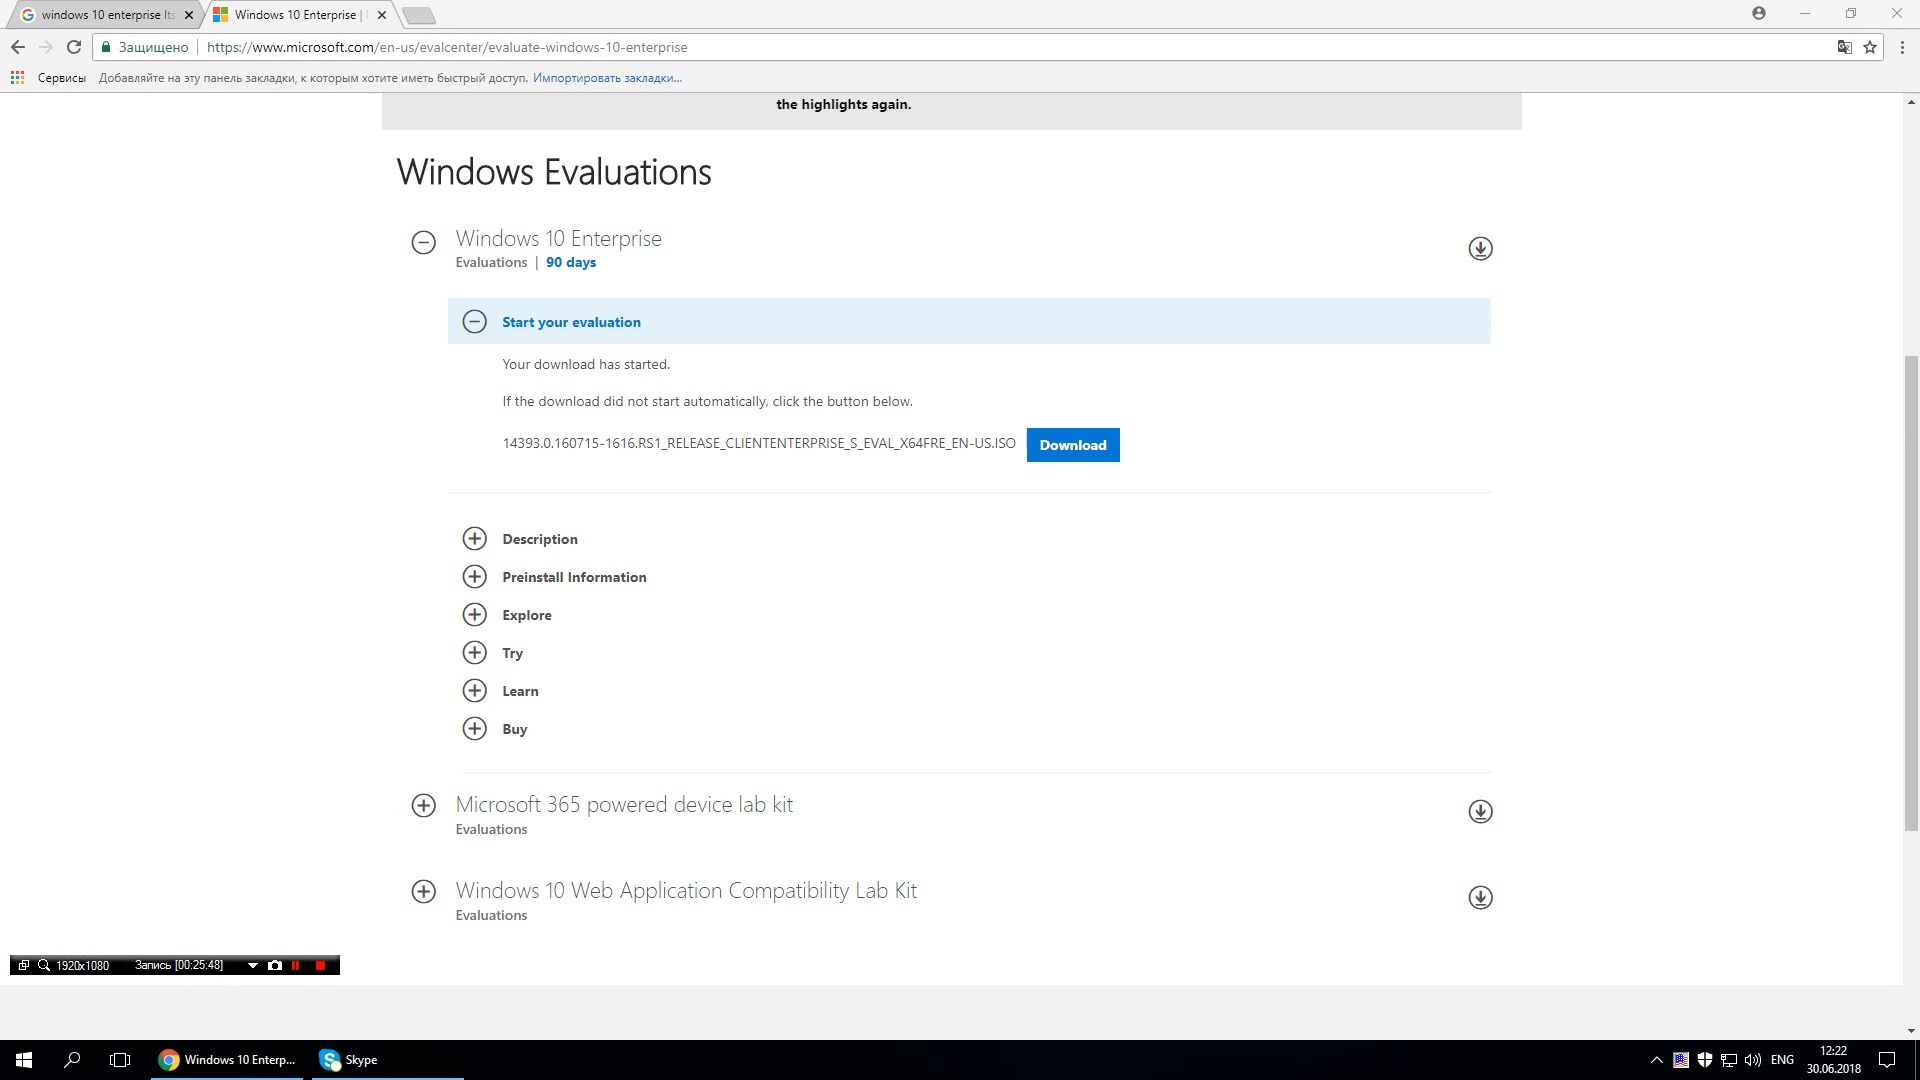 windows 10 enterprise lts
Windows 10 Enterprise |
Защищено
https://www.microsoft.com/en-us/evalcenter/evaluate-windows-10-enterprise
Сервисы Добавляйте на эту панель закладки, к которым хотите иметь быстрый доступ. Импортировать закладки...
the highlights again.
Windows Evaluations
Windows 10 Enterprise
Evaluations | 90 days
Start your evaluation
Your download has started.
If the download did not start automatically, click the button below.
14393.0.160715-1616.RS1_RELEASE_CLIENTENTERPRISE_S_EVAL_X64FRE_EN-US.ISO Download
Description
Preinstall Information
Explore
Try
Learn
Buy
Microsoft 365 powered device lab kit
Evaluations
Windows 10 Web Application Compatibility Lab Kit
Evaluations
1920x1080 Запись [00:25:48]
Windows 10 Enterp...
Skype
ENG
12:22
30.06.2018